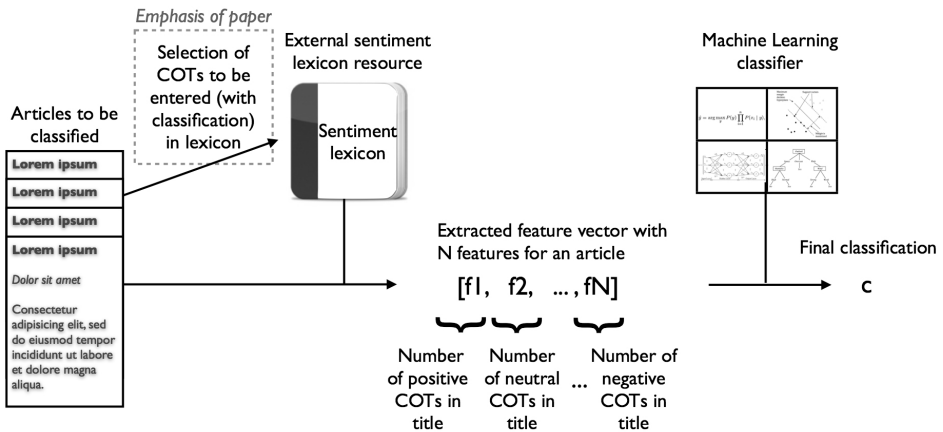 Emphasis of paper
Selection of
COTs to be
entered (with
classification)
in lexicon
External sentiment
lexicon resource
Sentiment
lexicon
Machine Learning
classifier
Articles to be
classified
Lorem ipsum
Lorem ipsum
Lorem ipsum
Lorem ipsum
Dolor sit amet
Consectetur
adipisicing elit, sed
do eiusmod tempor
incididunt ut labore
et dolore magna
aliqua.
Extracted feature vector with
N features for an article
[f1, f2, ..., fN]
Number
of positive
COTs in
title
Number
of neutral
COTs in
title
...
Number of
negative
COTs in
title
Final classification
c